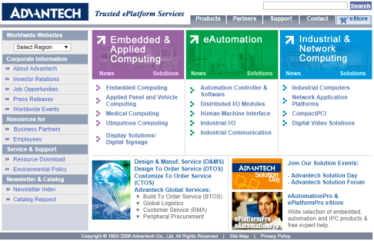 ADVANTECH
Trusted ePlatform Services
Search
Products
Partners
Support
Contact
eStore
Worldwide Websites
Select Region
Corporate Information
About Advantech
Investor Relations
Job Opportunities
Press Releases
Worldwide Events
Resources for
Business Partners
Employees
Service & Support
Resource Download
Environmental Policy
Newsletter & Catalog
Newsletter Index
Catalog Request
Embedded &
Applied
Computing
News
Solutions
Embedded Computing
Applied Panel and Vehicle
Computing
Medical Computing
Ubiquitous Computing
Display Solutions/
Digital Signage
eAutomation
News
Solutions
Automation Controller &
Software
Distributed I/O Modules
Human Machine Interface
Industrial I/O
Industrial Communication
Industrial &
Network
Computing
News
Solutions
Industrial Computers
Network Application
Platforms
CompactPCI
Digital Video Solutions
Design & Manuf. Service (D&MS)
Design To Order Service (DTOS)
Customize To Order Service
(CTOS)
Advantech Global Services:
Build To Order Service (BTOS)
Global Logistics
Customer Service (RMA)
Peripheral Procurement
ADVANTECH
Solution
Day
eAutomationPro
ePlatformPro
Join Our Solution Events:
- Advantech Solution Day
- Advantech Solution Forum
eAutomationPro &
ePlatformPro eStore
Wide selection of embedded,
automation and IPC products &
free expert help.
Copyright © 1983-2006 Advantech Co., Ltd. All Rights Reserved | Site Map | Privacy Policy